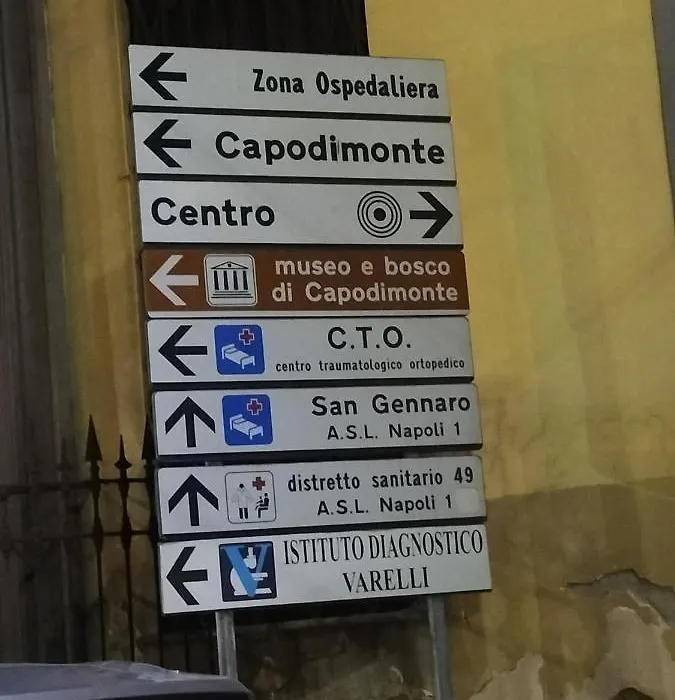 Zona Ospedaliera
Capodimonte
Centro
museo e bosco
di Capodimonte
C.T.O.
centro traumatologico ortopedico
San Gennaro
A.S.L. Napoli 1
distretto sanitario 49
A.S.L. Napoli 1
ISTITUTO DIAGNOSTICO
VARELLI